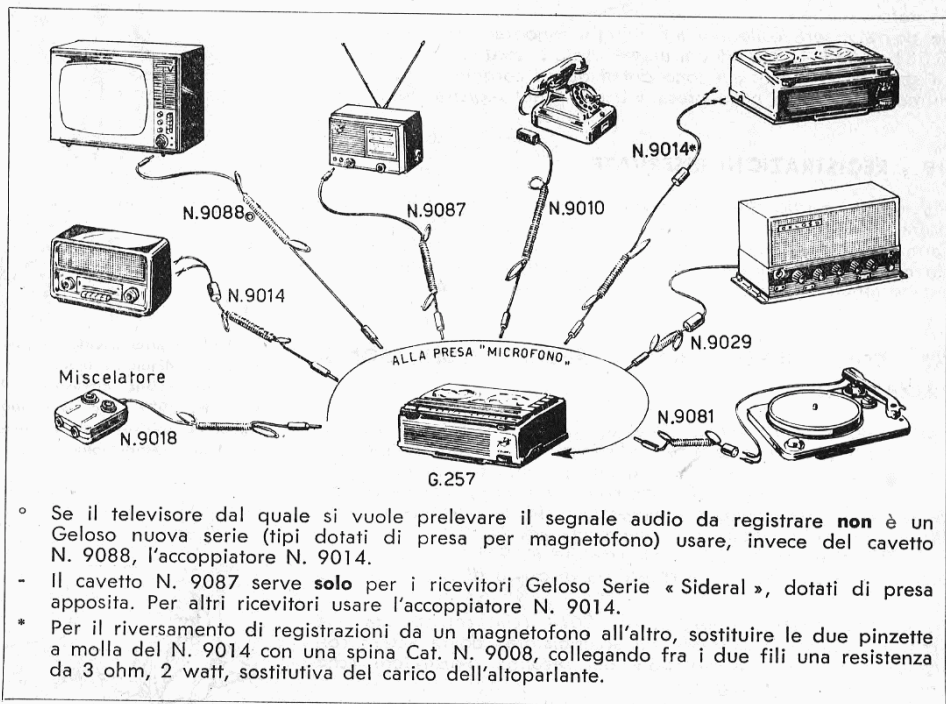 N.9088°
N.9087
N.9010
N.9014*
N.9014
N.9029
ALLA PRESA "MICROFONO„
Miscelatore
N.9018
N.9081
G.257
° Se il televisore dal quale si vuole prelevare il segnale audio da registrare non è un
Geloso nuova serie (tipi dotati di presa per magnetofono) usare, invece del cavetto
N. 9088, l'accoppiatore N. 9014.
- Il cavetto N. 9087 serve solo per i ricevitori Geloso Serie « Sideral », dotati di presa
apposita. Per altri ricevitori usare l'accoppiatore N. 9014.
* Per il riversamento di registrazioni da un magnetofono all'altro, sostituire le due pinzette
a molla del N. 9014 con una spina Cat. N. 9008, collegando fra i due fili una resistenza
da 3 ohm, 2 watt, sostitutiva del carico dell'altoparlante.